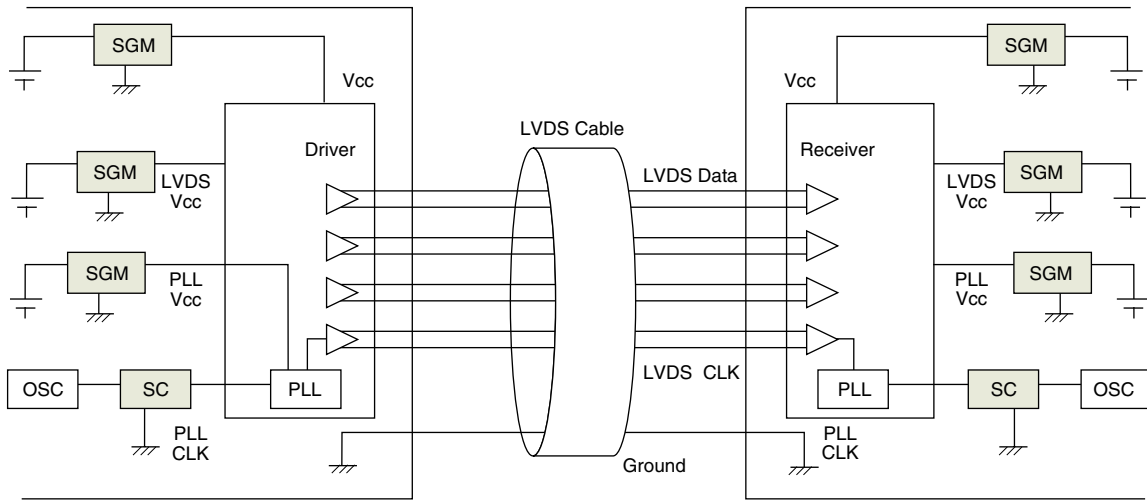 SGM
Vcc
SGM
LVDS
Vcc
SGM
PLL
Vcc
OSC
SC
PLL
CLK
Driver
PLL
LVDS Cable
LVDS Data
LVDS CLK
Ground
Vcc
SGM
Receiver
SGM
LVDS
Vcc
SGM
PLL
Vcc
PLL
SC
OSC
PLL
CLK